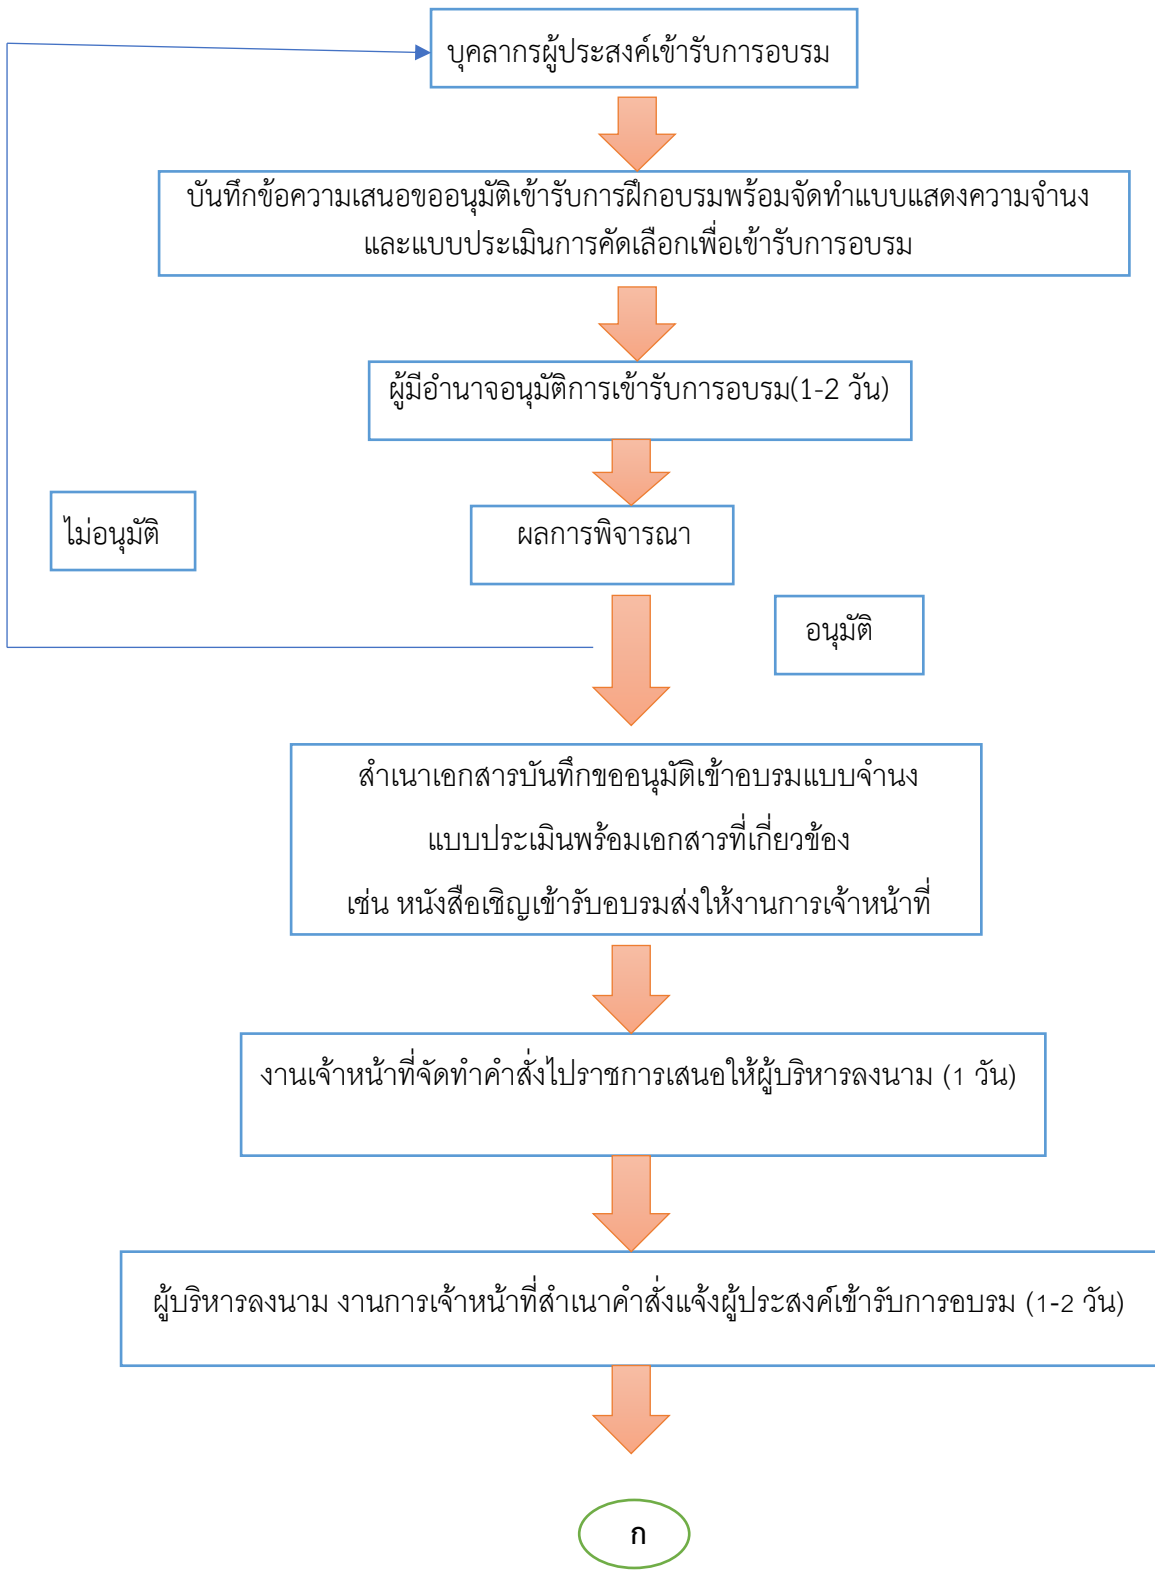 บุคลากรผู้ประสงค์เข้ารับการอบรม
บันทึกข้อความเสนอขออนุมัติเข้ารับการฝึกอบรมพร้อมจัดทำแบบแสดงความจำนง
และแบบประเมินการคัดเลือกเพื่อเข้ารับการอบรม
ผู้มีอำนาจอนุมัติการเข้ารับการอบรม(1-2 วัน)
ไม่อนุมัติ
ผลการพิจารณา
อนุมัติ
สำเนาเอกสารบันทึกขออนุมัติเข้าอบรมแบบจำนง
แบบประเมินพร้อมเอกสารที่เกี่ยวข้อง
เช่น หนังสือเชิญเข้ารับอบรมส่งให้งานการเจ้าหน้าที่
งานเจ้าหน้าที่จัดทำคำสั่งไปราชการเสนอให้ผู้บริหารลงนาม (1 วัน)
ผู้บริหารลงนาม งานการเจ้าหน้าที่สำเนาคำสั่งแจ้งผู้ประสงค์เข้ารับการอบรม (1-2 วัน)
ก